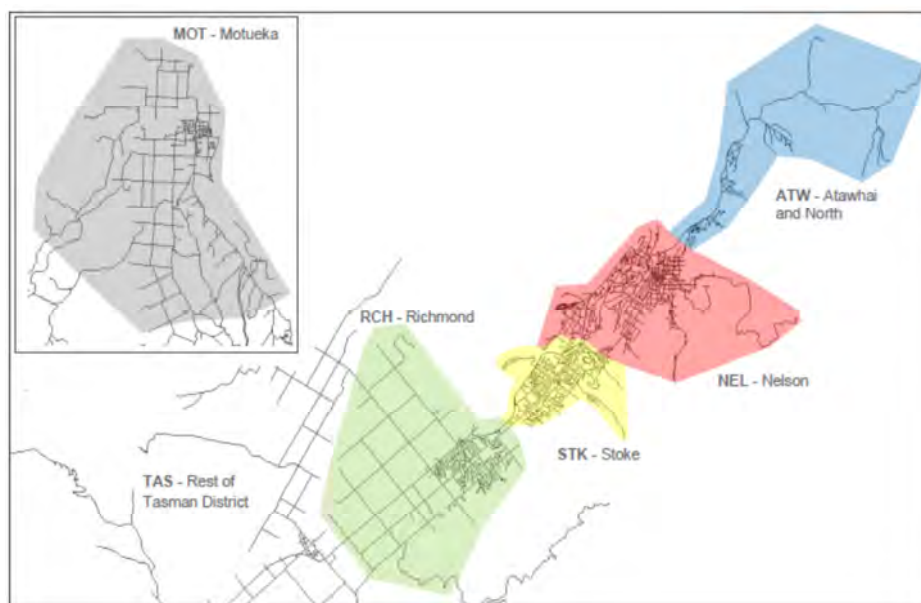 MOT - Motueka
ATW - Atawhai
and North
RCH - Richmond
NEL - Nelson
STK - Stoke
TAS - Rest of
Tasman District